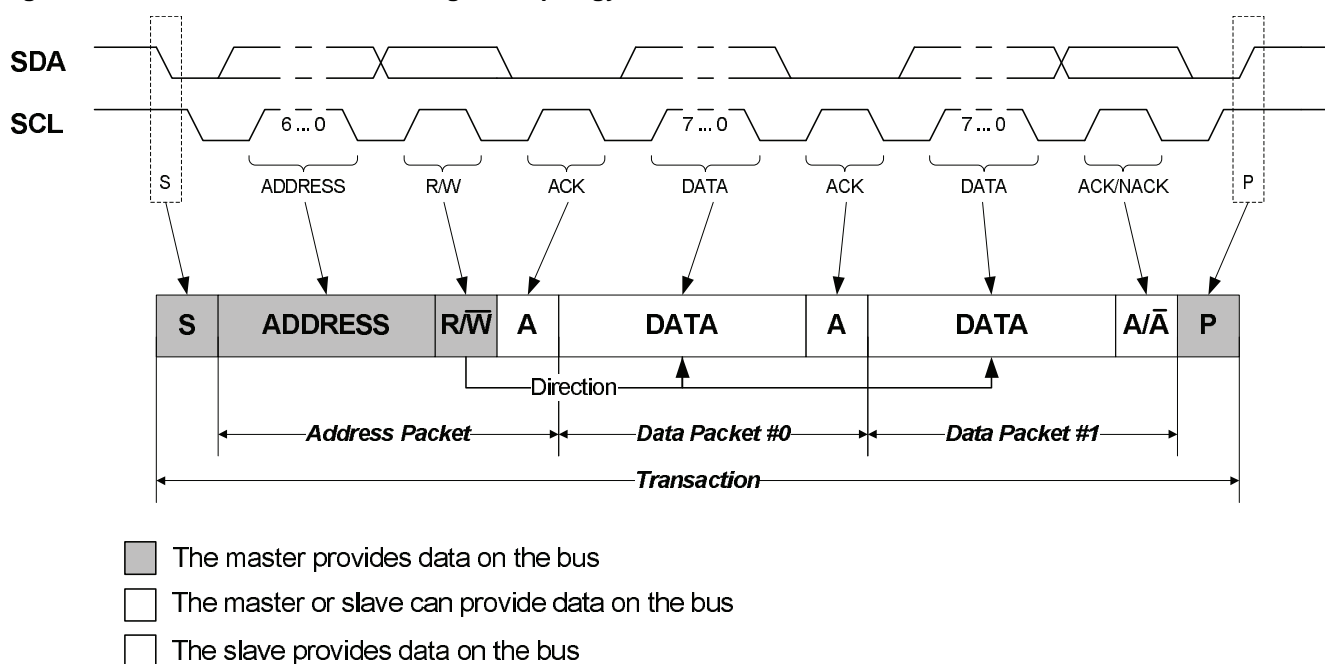 SDA
SCL
6 ... 0
7 ... 0
7 ... 0
S
ADDRESS
R/W
ACK
DATA
ACK
DATA
ACK/NACK
P
S
ADDRESS
R/W̅
A
DATA
A
DATA
A/A̅
P
Direction
Address Packet
Data Packet #0
Data Packet #1
Transaction
The master provides data on the bus
The master or slave can provide data on the bus
The slave provides data on the bus